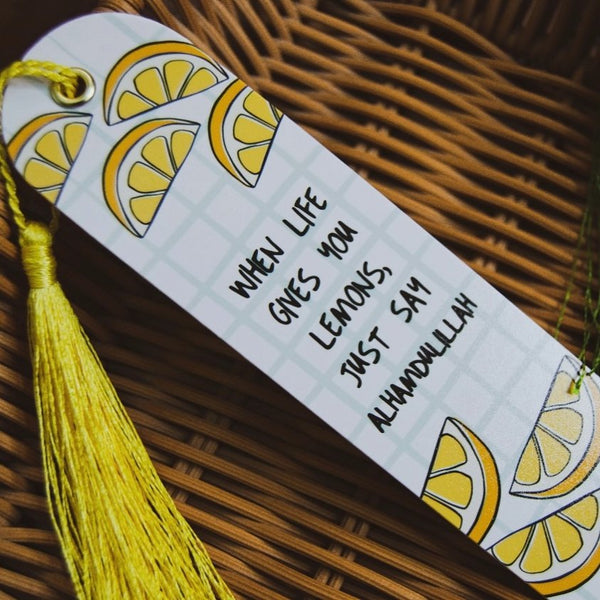 WHEN LIFE
GIVES YOU
LEMONS,
JUST SAY
ALHAMDULILLAH